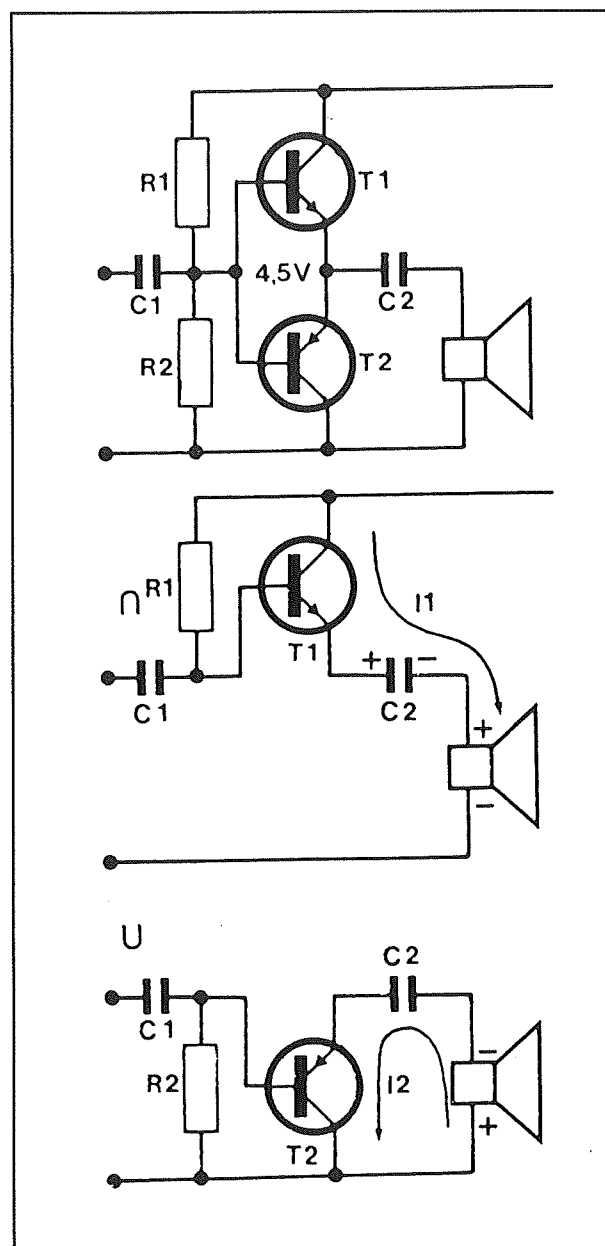 R1
T1
4,5V
C1
C2
R2
T2
∩
R1
I1
T1
+ −
C1
C2
+
−
U
C2
C1
−
R2
I2
+
T2